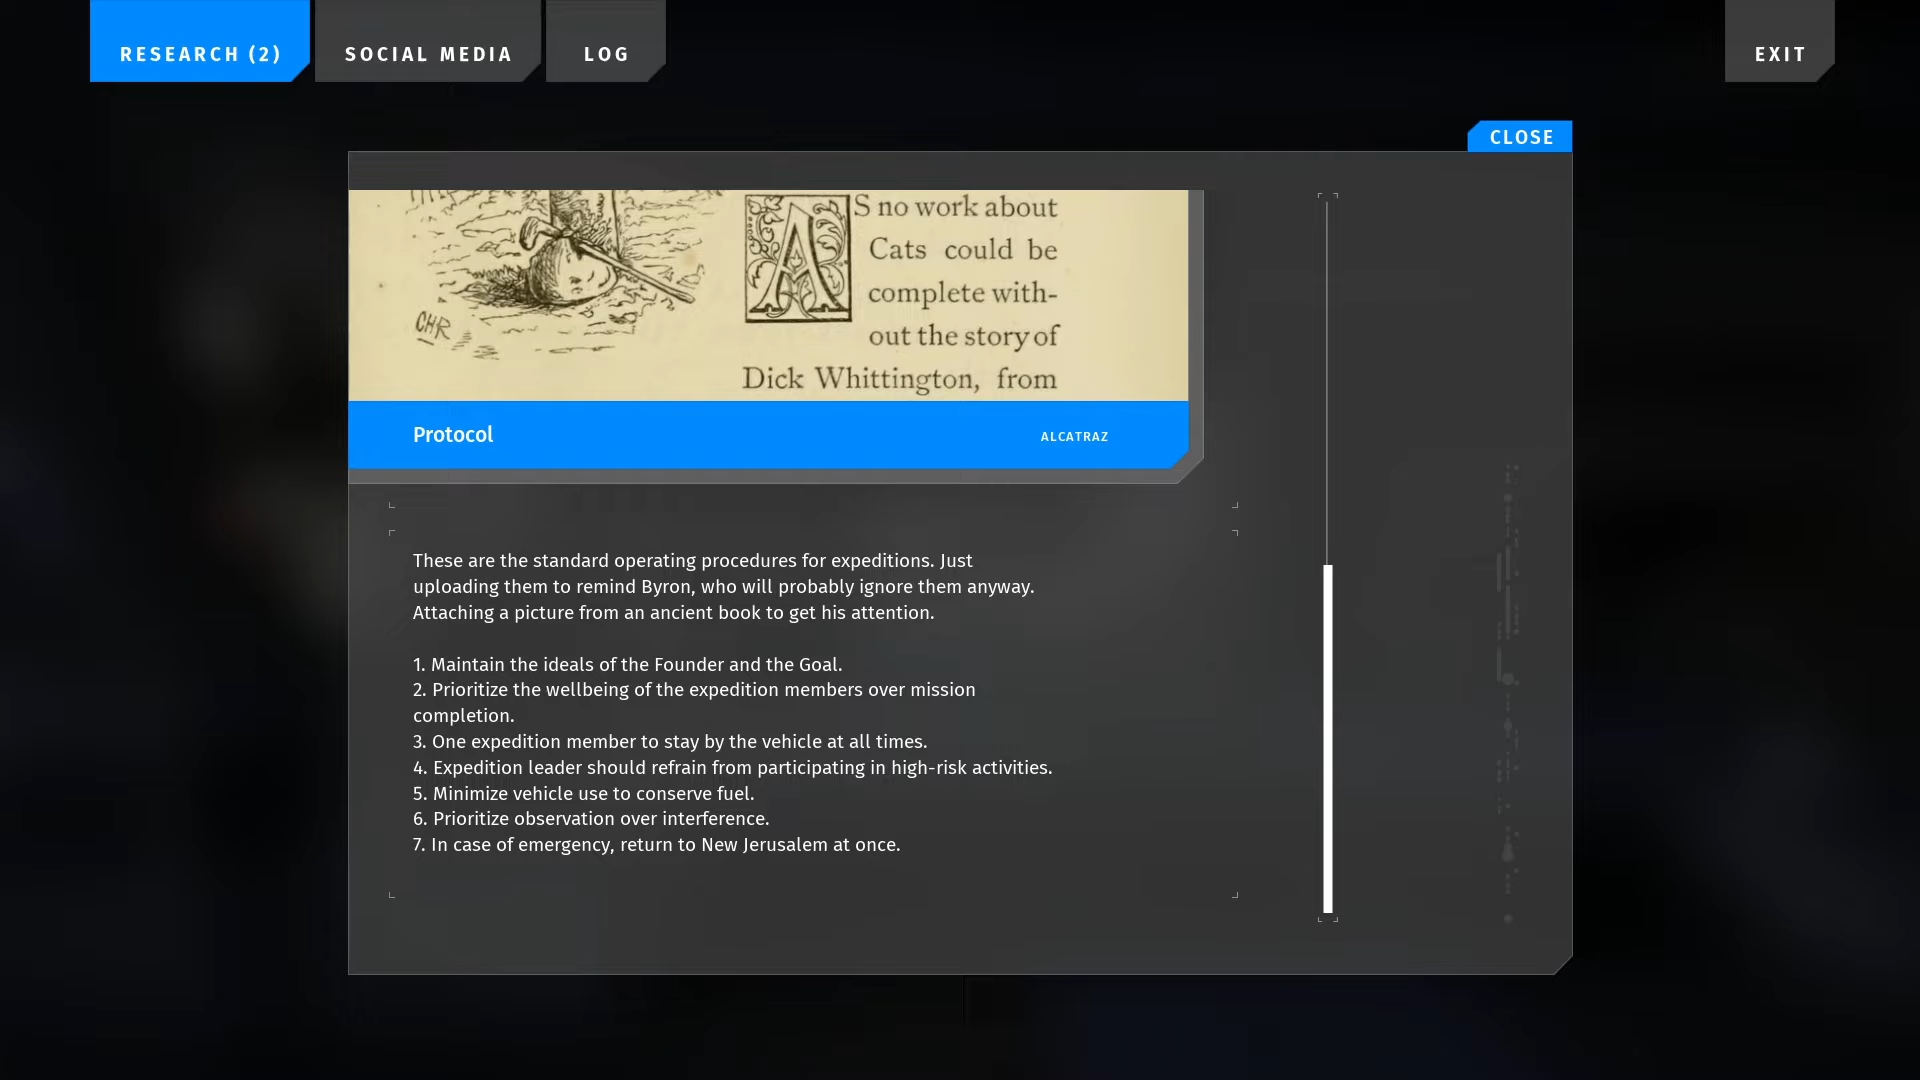 RESEARCH (2)
SOCIAL MEDIA
LOG
EXIT
CLOSE
CHR
AS no work about
Cats could be
complete with-
out the story of
Dick Whittington, from
Protocol
ALCATRAZ
These are the standard operating procedures for expeditions. Just
uploading them to remind Byron, who will probably ignore them anyway.
Attaching a picture from an ancient book to get his attention.
1. Maintain the ideals of the Founder and the Goal.
2. Prioritize the wellbeing of the expedition members over mission
completion.
3. One expedition member to stay by the vehicle at all times.
4. Expedition leader should refrain from participating in high-risk activities.
5. Minimize vehicle use to conserve fuel.
6. Prioritize observation over interference.
7. In case of emergency, return to New Jerusalem at once.